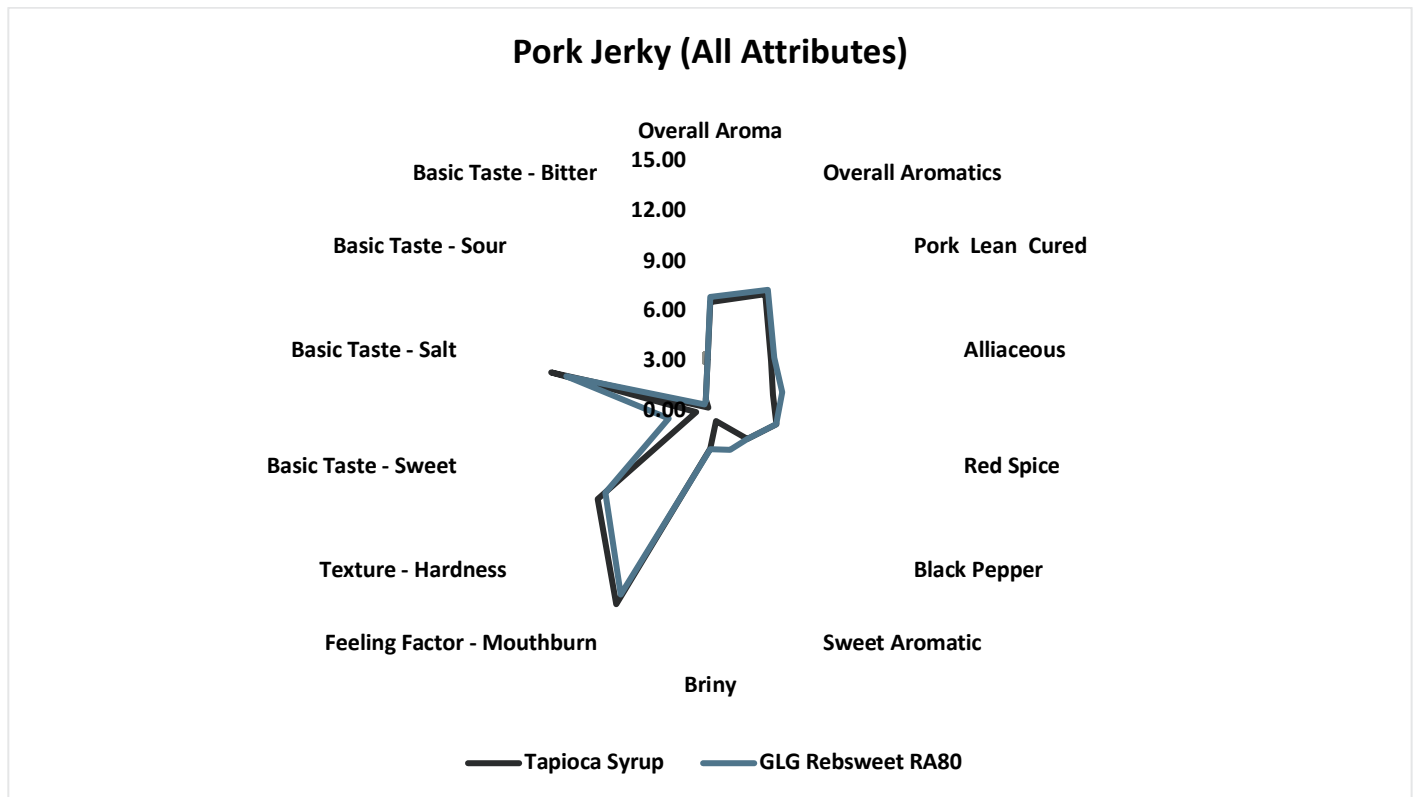 Pork Jerky (All Attributes)
Overall Aroma
15.00
Basic Taste - Bitter
Overall Aromatics
12.00
Basic Taste - Sour
Pork  Lean  Cured
9.00
6.00
Basic Taste - Salt
Alliaceous
3.00
0.00
Basic Taste - Sweet
Red Spice
Texture - Hardness
Black Pepper
Feeling Factor - Mouthburn
Sweet Aromatic
Briny
Tapioca Syrup
GLG Rebsweet RA80